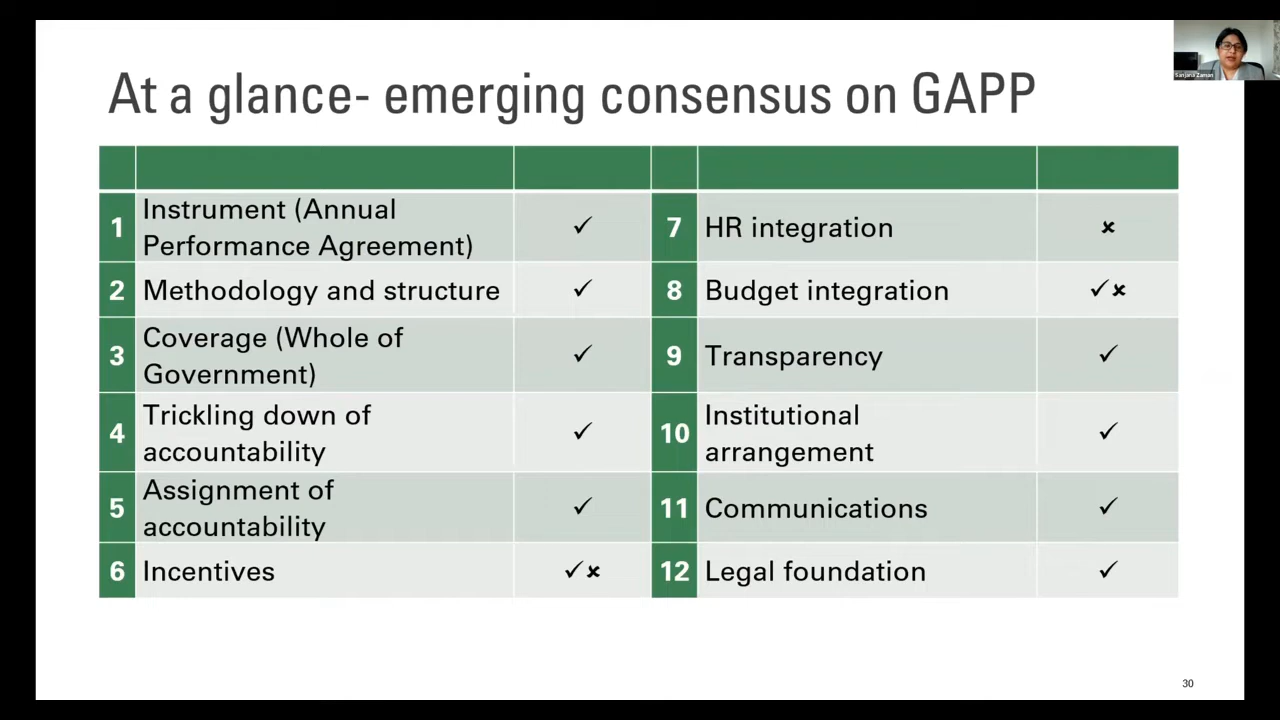 At a glance- emerging consensus on GAPP
Sanjana Zaman
1 Instrument (Annual
Performance Agreement) ✓
2 Methodology and structure ✓
3 Coverage (Whole of
Government) ✓
4 Trickling down of
accountability ✓
5 Assignment of
accountability ✓
6 Incentives ✓✘
7 HR integration ✘
8 Budget integration ✓✘
9 Transparency ✓
10 Institutional
arrangement ✓
11 Communications ✓
12 Legal foundation ✓
30